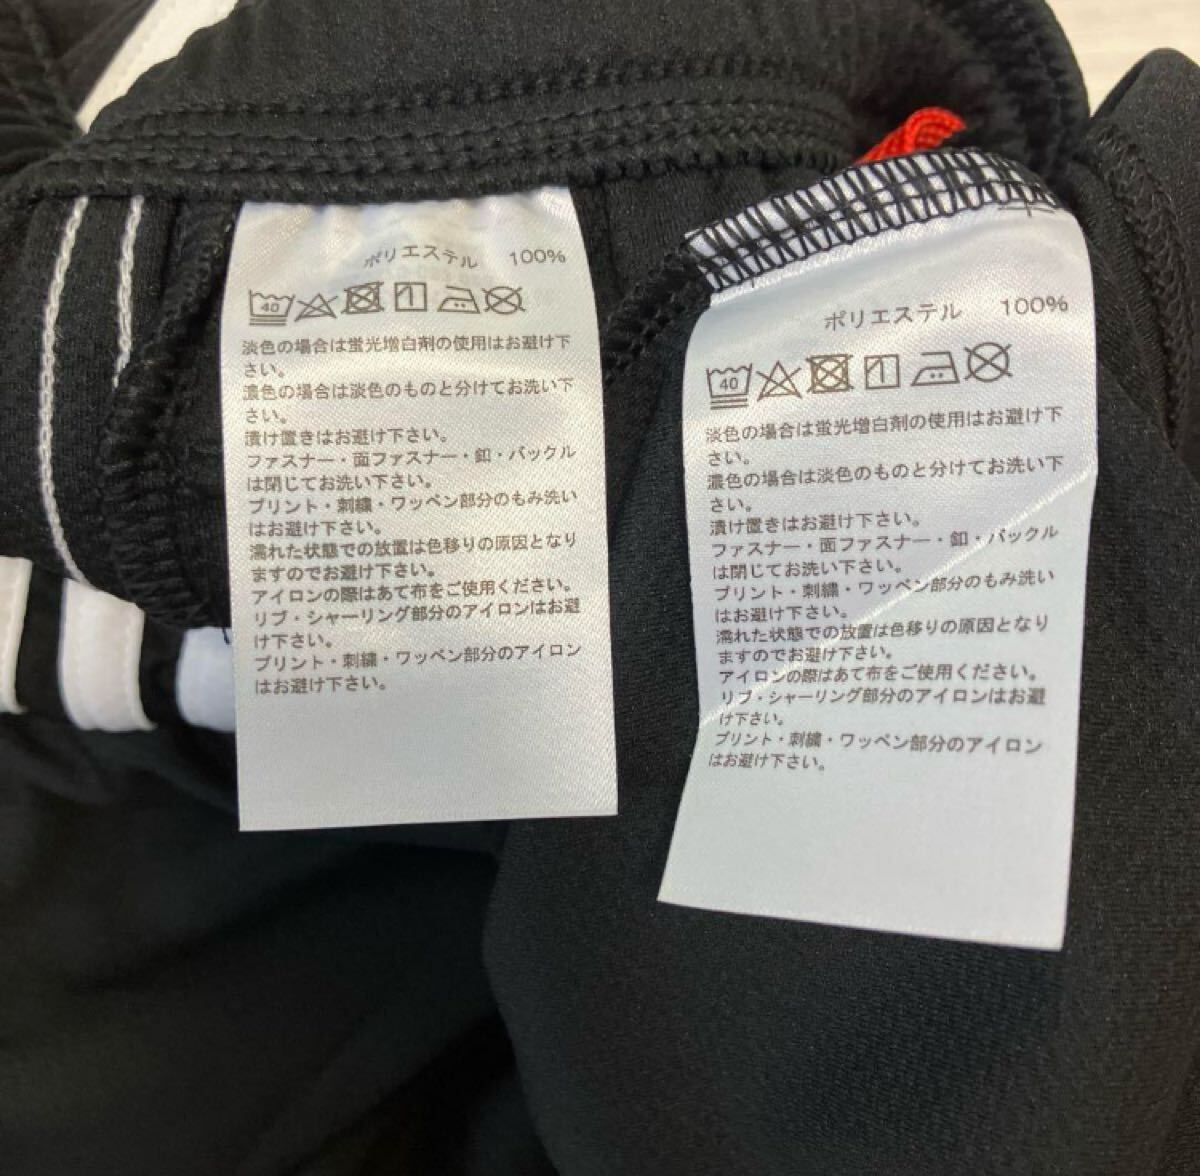 ポリエステル 100%
40
淡色の場合は蛍光増白剤の使用はお避け下
さい。
濃色の場合は淡色のものと分けてお洗い下
さい。
漬け置きはお避け下さい。
ファスナー・面ファスナー・釦・バックル
は閉じてお洗い下さい。
プリント・刺繍・ワッペン部分のもみ洗い
はお避け下さい。
濡れた状態での放置は色移りの原因となり
ますのでお避け下さい。
アイロンの際はあて布をご使用ください。
リブ・シャーリング部分のアイロンはお避
け下さい。
プリント・刺繍・ワッペン部分のアイロン
はお避け下さい。
ポリエステル 100%
40
淡色の場合は蛍光増白剤の使用はお避け下
さい。
濃色の場合は淡色のものと分けてお洗い下
さい。
漬け置きはお避け下さい。
ファスナー・面ファスナー・釦・バックル
は閉じてお洗い下さい。
プリント・刺繍・ワッペン部分のもみ洗い
はお避け下さい。
濡れた状態での放置は色移りの原因となり
ますのでお避け下さい。
アイロンの際はあて布をご使用ください。
リブ・シャーリング部分のアイロンはお避
け下さい。
プリント・刺繍・ワッペン部分のアイロン
はお避け下さい。